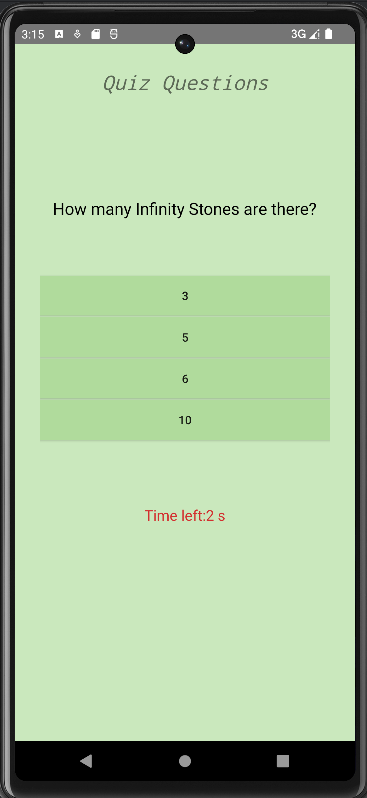 3:15 3G
Quiz Questions
How many Infinity Stones are there?
3
5
6
10
Time left:2 s